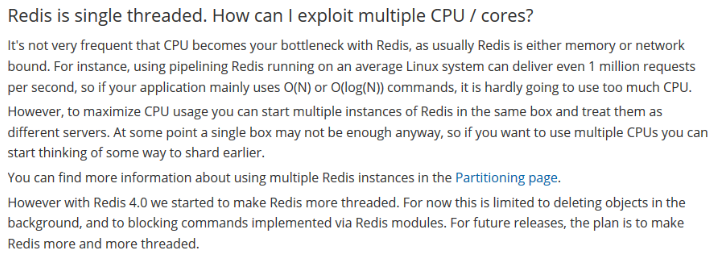 Redis is single threaded. How can I exploit multiple CPU / cores?
It's not very frequent that CPU becomes your bottleneck with Redis, as usually Redis is either memory or network
bound. For instance, using pipelining Redis running on an average Linux system can deliver even 1 million requests
per second, so if your application mainly uses O(N) or O(log(N)) commands, it is hardly going to use too much CPU.
However, to maximize CPU usage you can start multiple instances of Redis in the same box and treat them as
different servers. At some point a single box may not be enough anyway, so if you want to use multiple CPUs you can
start thinking of some way to shard earlier.
You can find more information about using multiple Redis instances in the Partitioning page.
However with Redis 4.0 we started to make Redis more threaded. For now this is limited to deleting objects in the
background, and to blocking commands implemented via Redis modules. For future releases, the plan is to make
Redis more and more threaded.